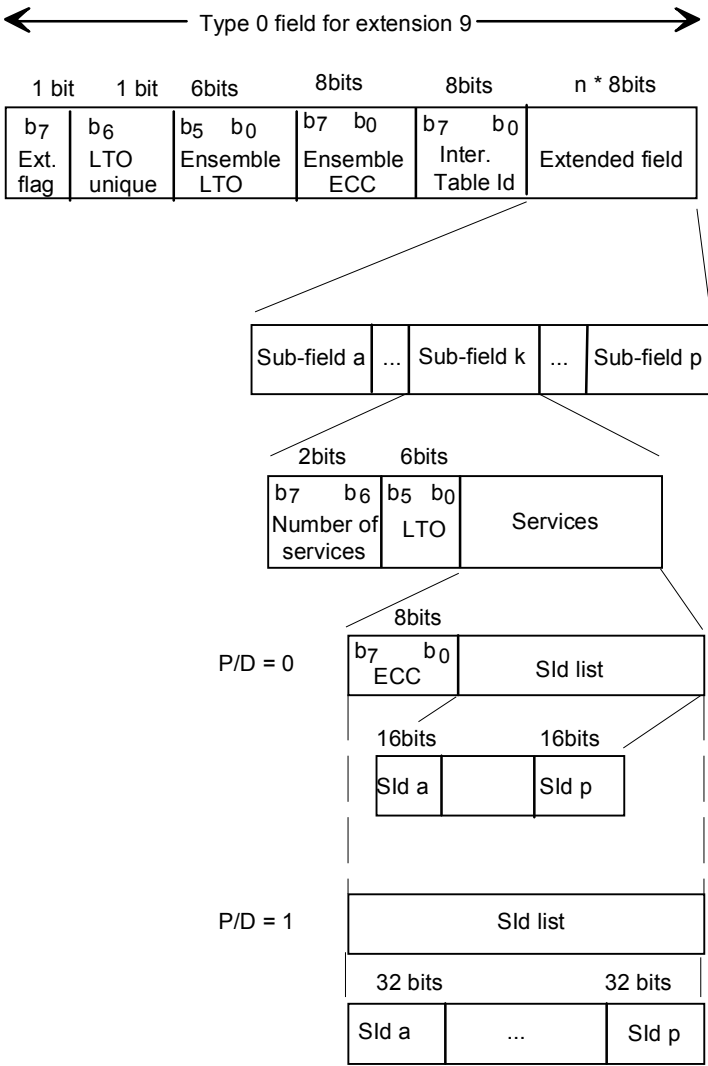 Type 0 field for extension 9
1 bit 1 bit 6bits 8bits 8bits n * 8bits
b7 b6 b5 b0 b7 b0 b7 b0
Ext. LTO Ensemble Ensemble Inter. Extended field
flag unique LTO ECC Table Id
Sub-field a ... Sub-field k ... Sub-field p
2bits 6bits
b7 b6 b5 b0
Number of services LTO Services
8bits
P/D = 0 b7 b0 ECC SId list
16bits 16bits
SId a SId p
P/D = 1 SId list
32 bits 32 bits
SId a ... SId p